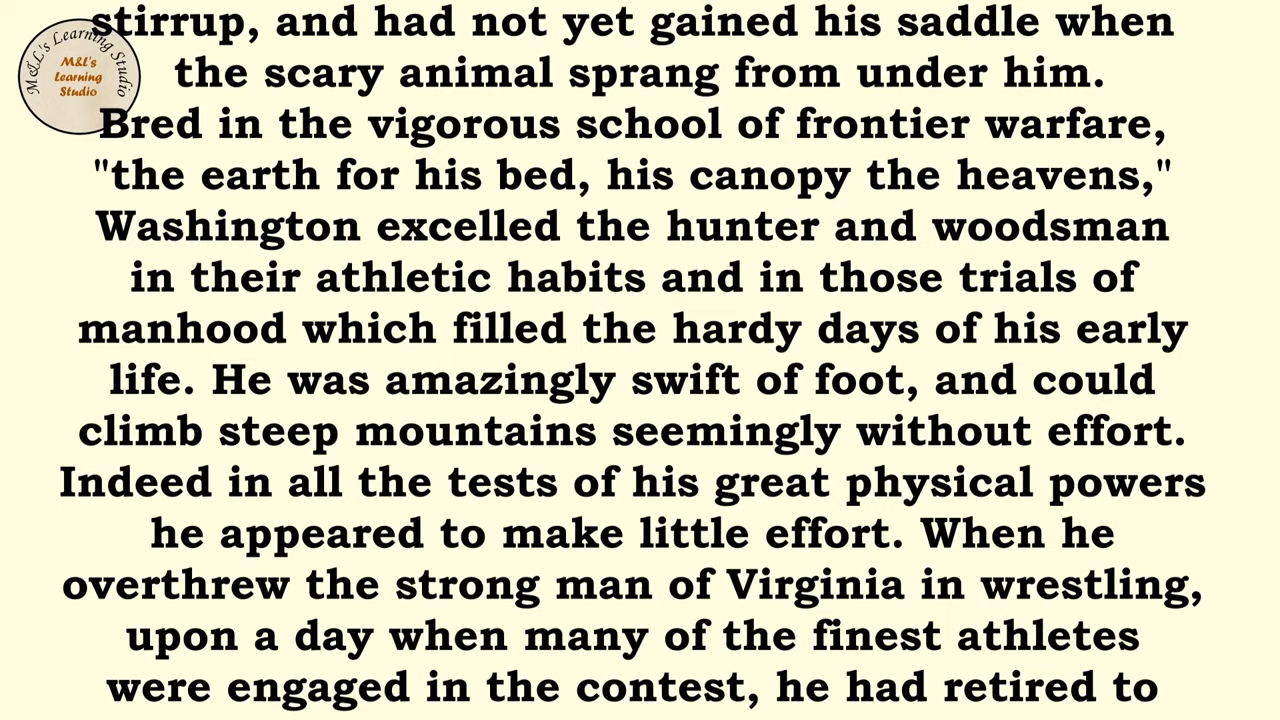 stirrup, and had not yet gained his saddle when
the scary animal sprang from under him.
Bred in the vigorous school of frontier warfare,
"the earth for his bed, his canopy the heavens,"
Washington excelled the hunter and woodsman
in their athletic habits and in those trials of
manhood which filled the hardy days of his early
life. He was amazingly swift of foot, and could
climb steep mountains seemingly without effort.
Indeed in all the tests of his great physical powers
he appeared to make little effort. When he
overthrew the strong man of Virginia in wrestling,
upon a day when many of the finest athletes
were engaged in the contest, he had retired to
M&L's Learning Studio
M&L's
Learning
Studio